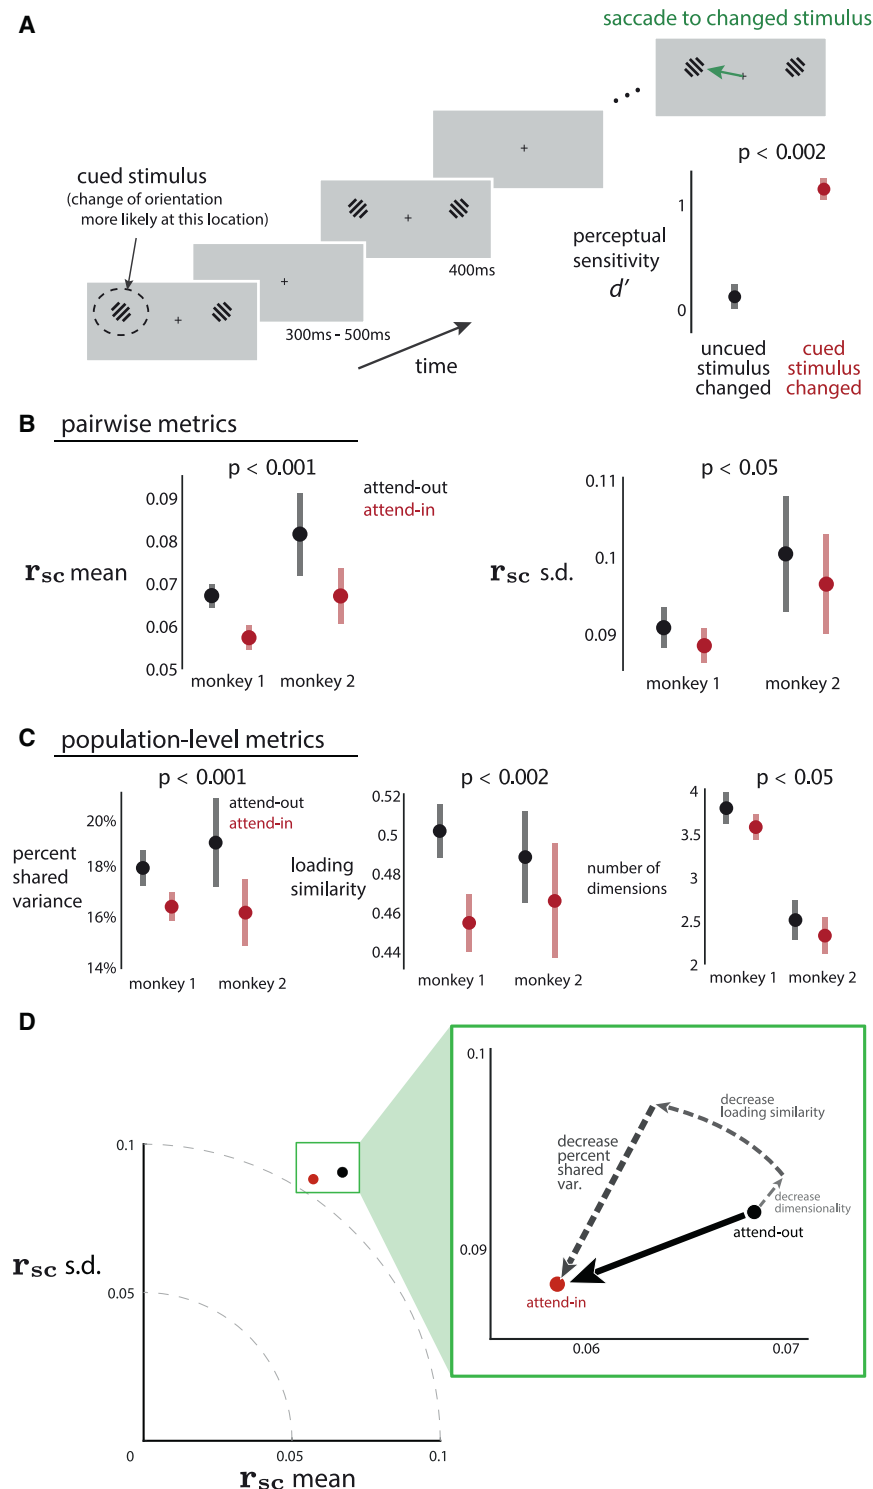 A
saccade to changed stimulus
cued stimulus
(change of orientation
more likely at this location)
400ms
300ms - 500ms
time
p < 0.002
perceptual
sensitivity
d′
1
0
uncued
stimulus
changed
cued
stimulus
changed
B
pairwise metrics
p < 0.001
attend-out
attend-in
r_sc mean
0.09
0.08
0.07
0.06
0.05
monkey 1
monkey 2
p < 0.05
r_sc s.d.
0.11
0.1
0.09
monkey 1
monkey 2
C
population-level metrics
p < 0.001
attend-out
attend-in
percent
shared
variance
20%
18%
16%
14%
monkey 1
monkey 2
p < 0.002
loading
similarity
0.52
0.5
0.48
0.46
0.44
monkey 1
monkey 2
p < 0.05
number of
dimensions
4
3.5
3
2.5
2
monkey 1
monkey 2
D
0.1
r_sc s.d.
0.05
0
0.05
0.1
r_sc mean
0.1
decrease
loading similarity
decrease
percent
shared
var.
decrease
dimensionality
attend-out
0.09
attend-in
0.06
0.07